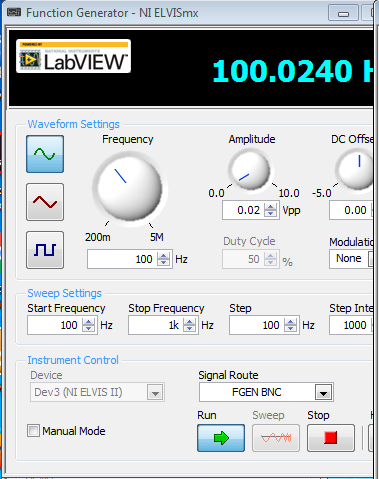 Function Generator - NI ELVISmx
POWERED BY
NATIONAL INSTRUMENTS
LabVIEW™
100.0240 H
Waveform Settings
Frequency Amplitude DC Offse
0.0 10.0 -5.0
0.02 Vpp 0.00
200m 5M
Duty Cycle Modulation
100 Hz 50 % None
Sweep Settings
Start Frequency Stop Frequency Step Step Inte
100 Hz 1k Hz 100 Hz 1000
Instrument Control
Device Signal Route
Dev3 (NI ELVIS II) FGEN BNC
Run Sweep Stop H
Manual Mode